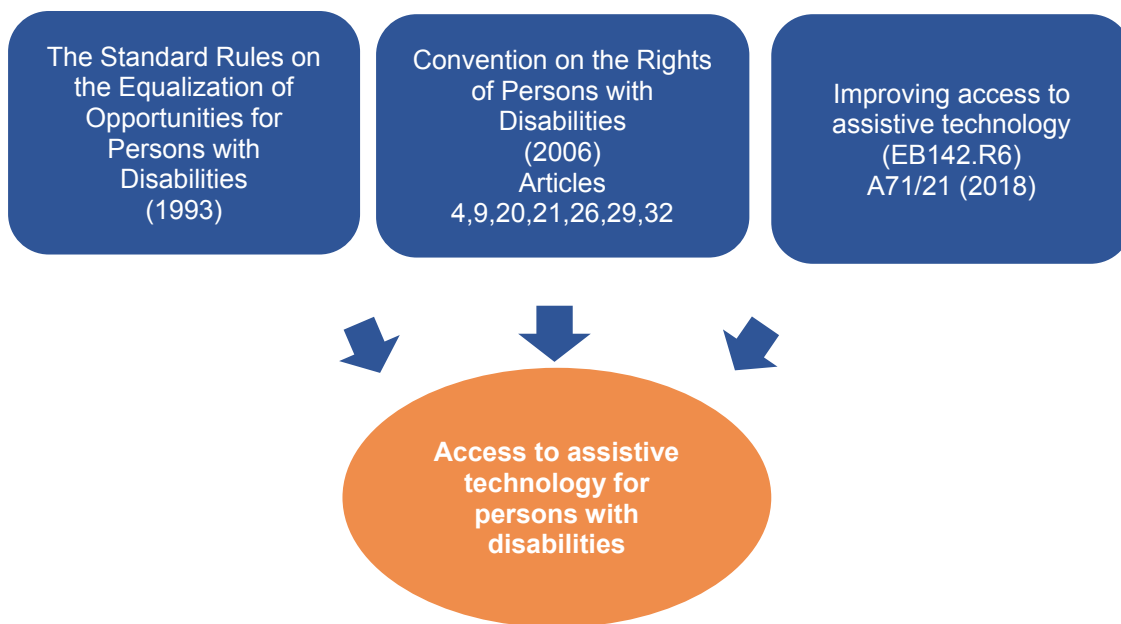 The Standard Rules on
the Equalization of
Opportunities for
Persons with
Disabilities
(1993)
Convention on the Rights
of Persons with
Disabilities
(2006)
Articles
4,9,20,21,26,29,32
Improving access to
assistive technology
(EB142.R6)
A71/21 (2018)
Access to assistive
technology for
persons with
disabilities